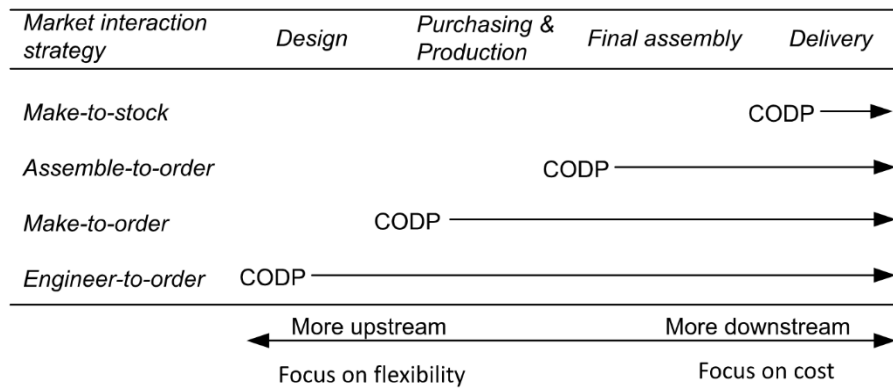 Market interaction strategy Design Purchasing & Production Final assembly Delivery
Make-to-stock CODP
Assemble-to-order CODP
Make-to-order CODP
Engineer-to-order CODP
More upstream More downstream
Focus on flexibility Focus on cost